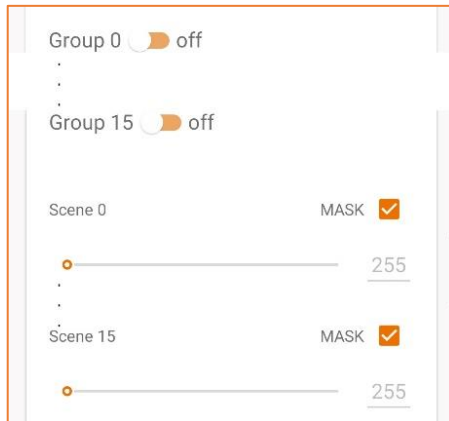 Group 0 off
.
.
.
Group 15 off
Scene 0 MASK
255
.
.
.
Scene 15 MASK
255